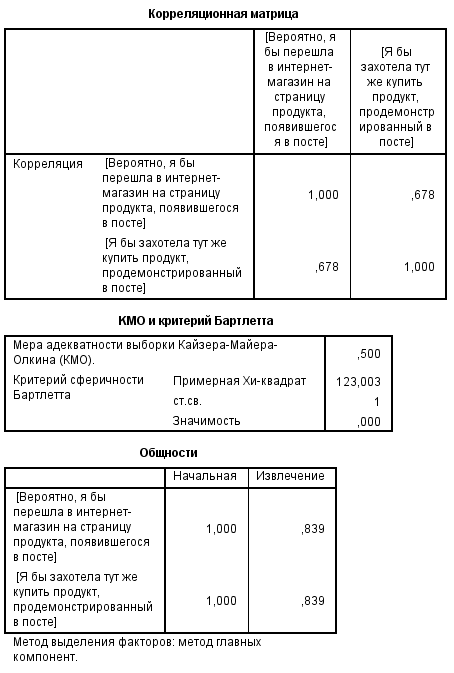 Корреляционная матрица
[Вероятно, я
бы перешла
в интернет-
магазин на
страницу
продукта,
появившегос
я в посте]
[Я бы
захотела тут
же купить
продукт,
продемонстр
ированный в
посте]
Корреляция
[Вероятно, я бы
перешла в интернет-
магазин на страницу
продукта, появившегося
в посте]
1,000
,678
[Я бы захотела тут же
купить продукт,
продемонстрированный
в посте]
,678
1,000
КМО и критерий Бартлетта
Мера адекватности выборки Кайзера-Майера-
Олкина (КМО).
,500
Критерий сферичности
Бартлетта
Примерная Хи-квадрат
123,003
ст.св.
1
Значимость
,000
Общности
Начальная
Извлечение
[Вероятно, я бы
перешла в интернет-
магазин на страницу
продукта, появившегося
в посте]
1,000
,839
[Я бы захотела тут же
купить продукт,
продемонстрированный
в посте]
1,000
,839
Метод выделения факторов: метод главных
компонент.